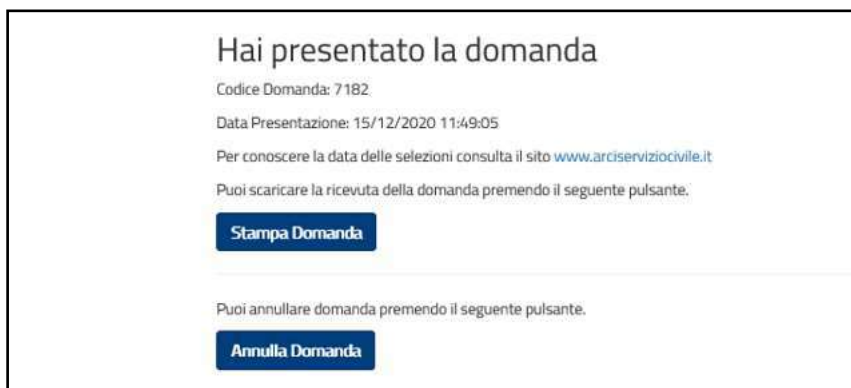 Hai presentato la domanda
Codice Domanda: 7182
Data Presentazione: 15/12/2020 11:49:05
Per conoscere la data delle selezioni consulta il sito www.arciserviziocivile.it
Puoi scaricare la ricevuta della domanda premendo il seguente pulsante.
Stampa Domanda
Puoi annullare domanda premendo il seguente pulsante.
Annulla Domanda